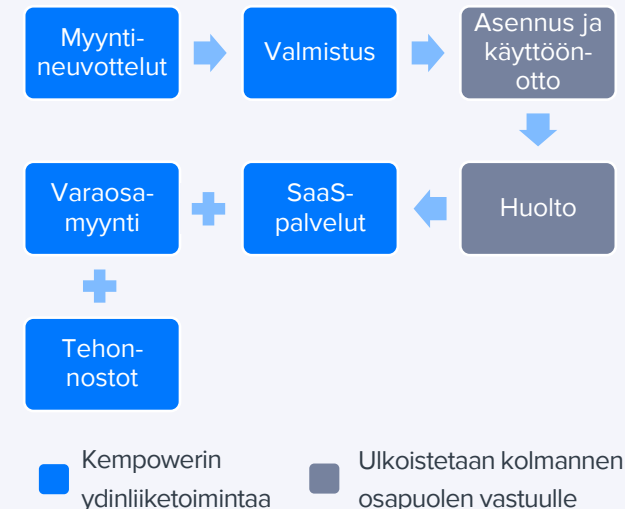 Myynti-
neuvottelut
Valmistus
Asennus ja
käyttöön-
otto
Varaosa-
myynti
SaaS-
palvelut
Huolto
Tehon-
nostot
Kempowerin
ydinliiketoimintaa
Ulkoistetaan kolmannen
osapuolen vastuulle